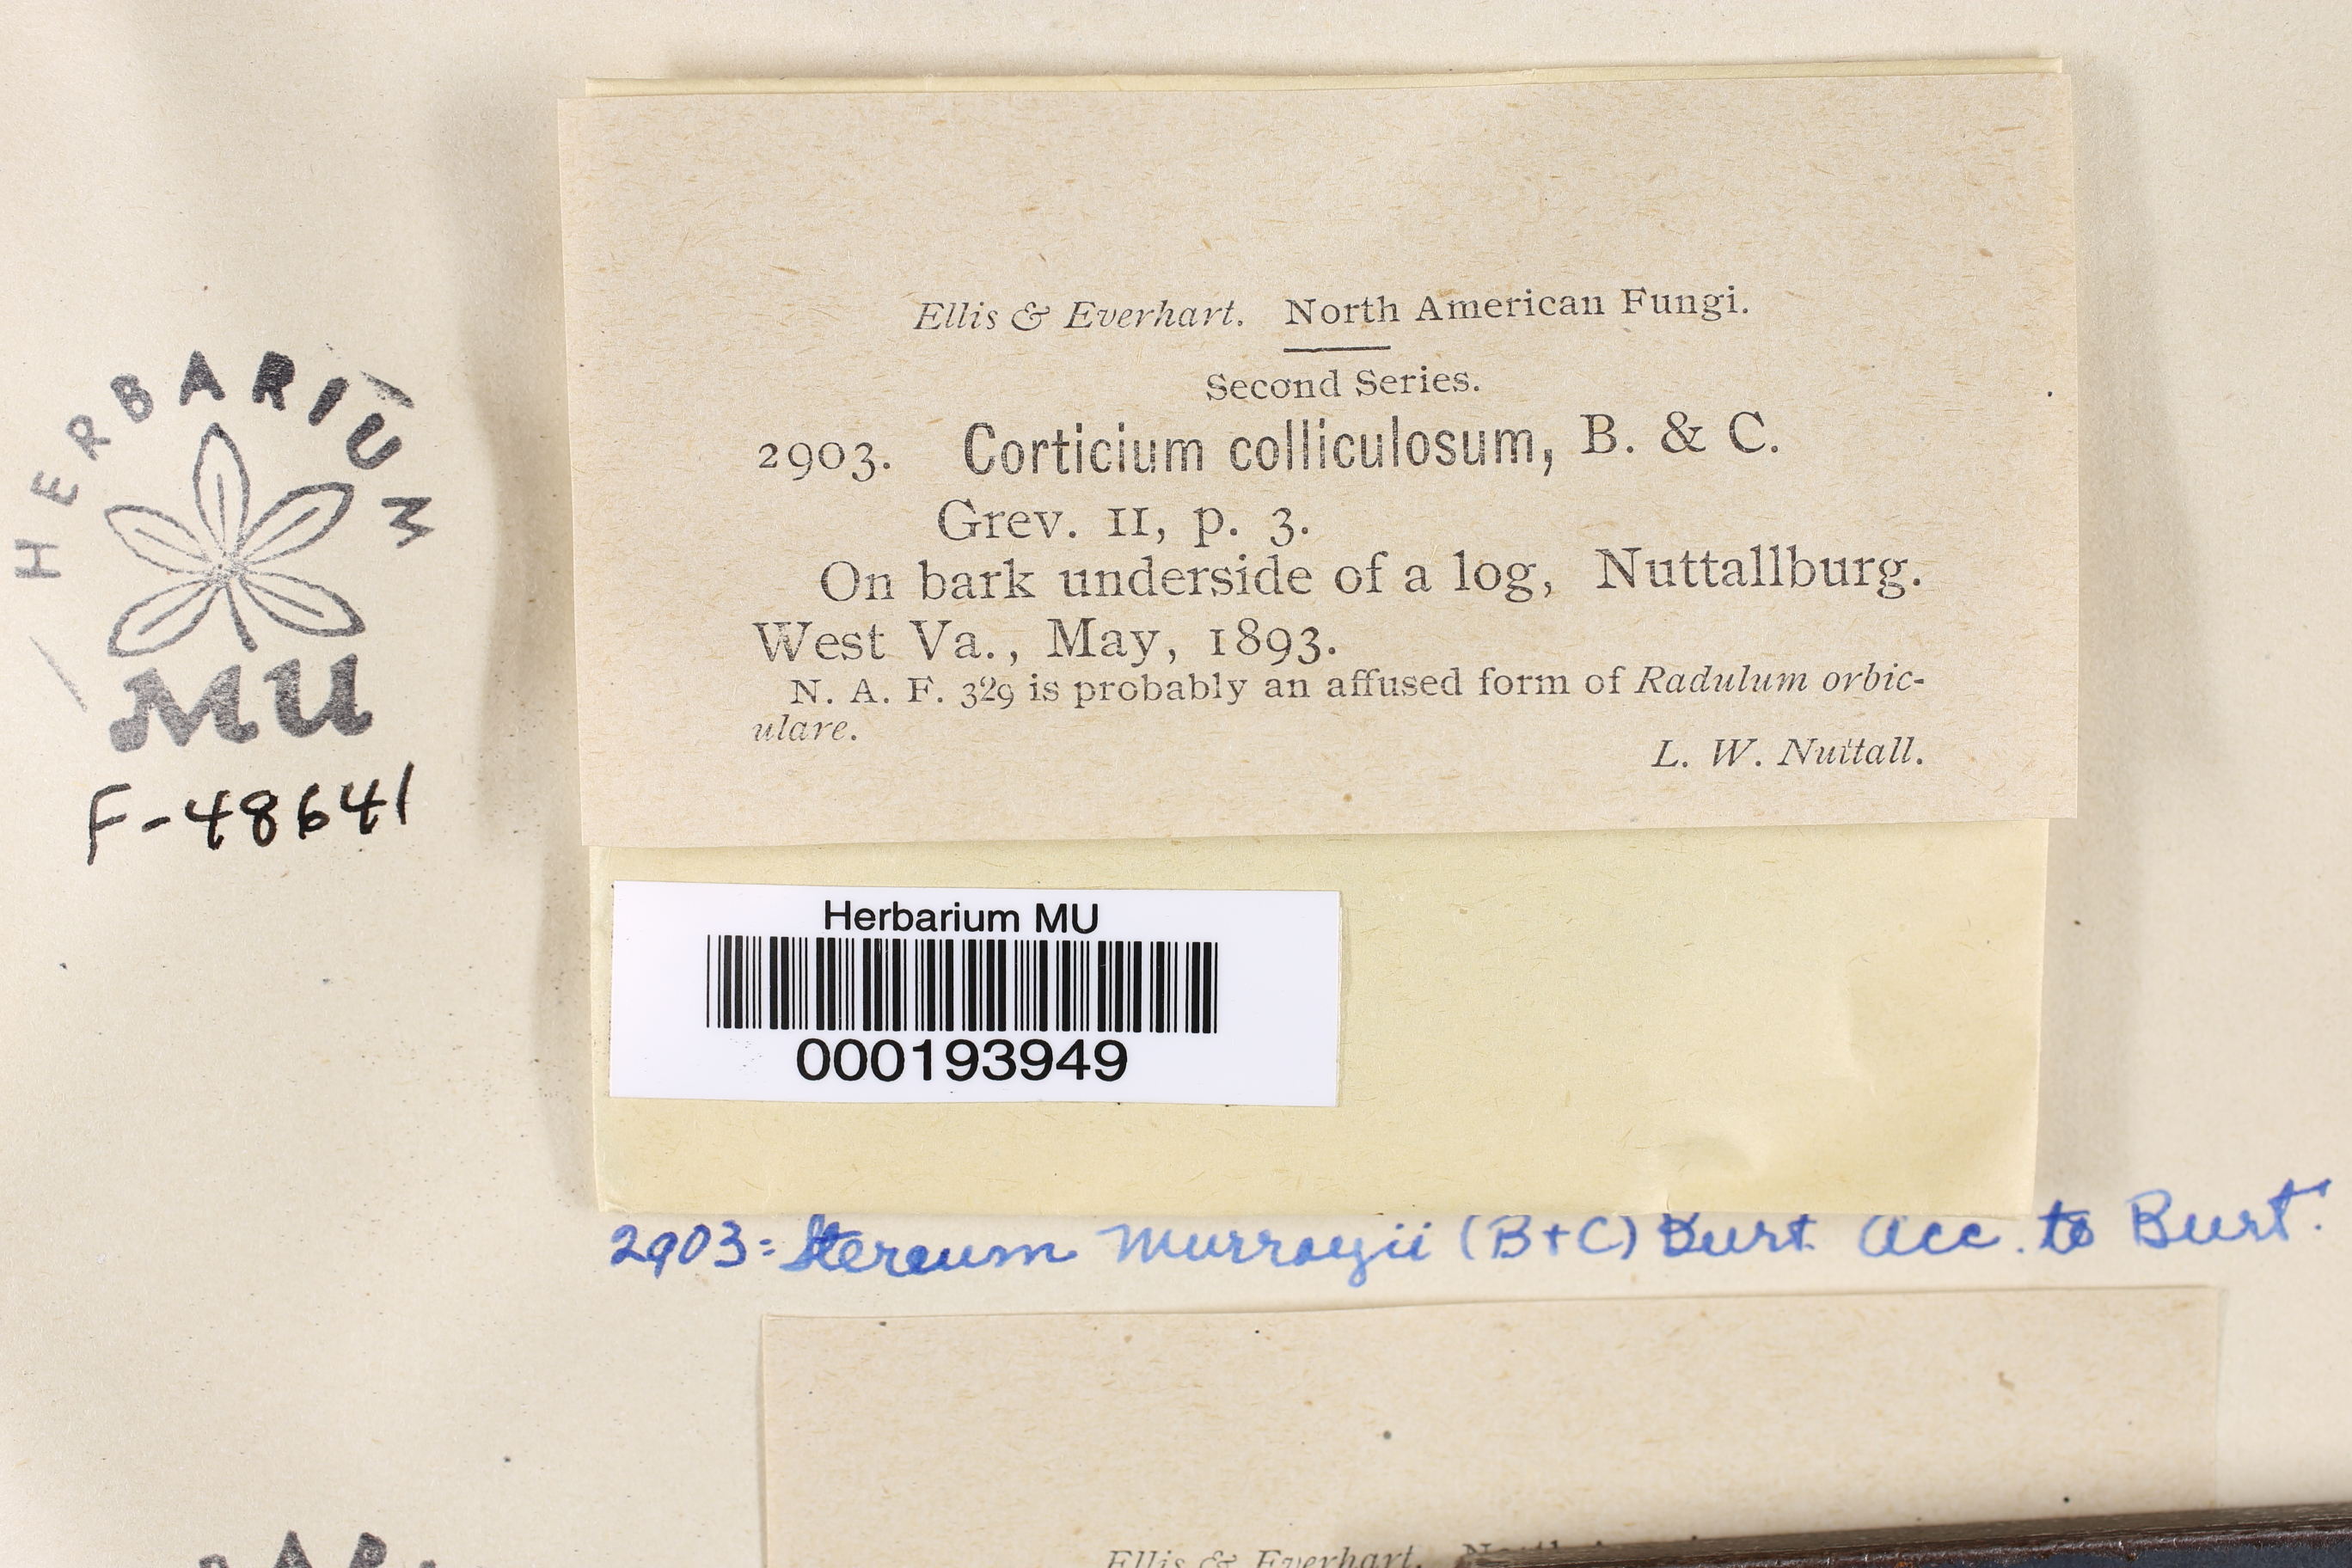 Ellis & Everhart. North American Fungi.
Second Series.
2903. Corticium colliculosum, B. & C.
Grev. II, p. 3.
On bark underside of a log, Nuttallburg.
West Va., May, 1893.
N. A. F. 329 is probably an affused form of Radulum orbic-
ulare.
L. W. Nuttall.
HERBARIUM
MU
F-48641
Herbarium MU
000193949
2903 = Stereum Murrayii (B+C) Burt Acc. to Burt.
Ellis & Everhart.